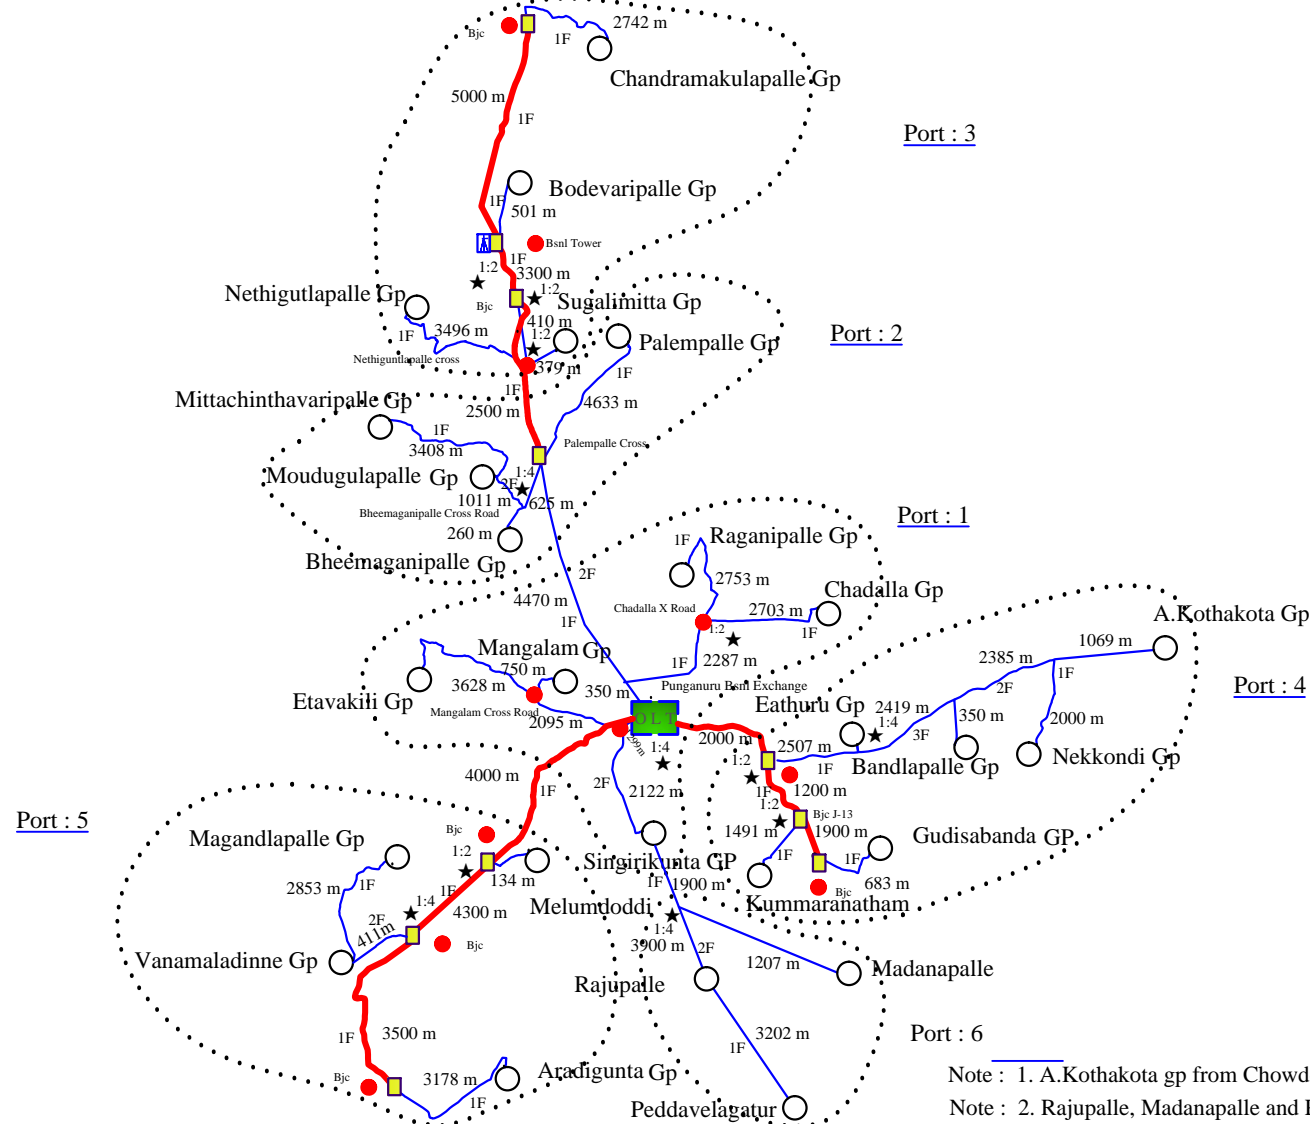 Bjc
2742 m
1F
Chandramakulapalle Gp
5000 m
1F
Port : 3
Bodevaripalle Gp
1F
501 m
Bsnl Tower
1F
1:2
3300 m
1:2
Nethigutlapalle Gp
Bjc
Sugalimitta Gp
410 m
1F
3496 m
1:2
Palempalle Gp
Port : 2
Nethiguntlapalle cross
379 m
1F
1F
Mittachinthavaripalle Gp
2500 m
4633 m
1F
3408 m
Palempalle Cross
Moudugulapalle Gp
1:4
2F
1011 m
625 m
Bheemaganipalle Cross Road
260 m
Port : 1
Bheemaganipalle Gp
1F
Raganipalle Gp
2F
2753 m
Chadalla Gp
4470 m
Chadalla X Road
2703 m
1F
1:2
1F
A.Kothakota Gp
Mangalam Gp
1069 m
750 m
1F
2287 m
2385 m
1F
3628 m
350 m
Punganuru Bsnl Exchange
2F
Port : 4
Etavakili Gp
Eathuru Gp
2419 m
350 m
Mangalam Cross Road
2095 m
O L T
1:4
2000 m
2000 m
3F
299m
1:4
2507 m
Nekkondi Gp
1:2
1F
Bandlapalle Gp
4000 m
2F
1F
1F
2122 m
1200 m
1:2
Bjc J-13
Port : 5
Bjc
1491 m
1900 m
Magandlapalle Gp
Gudisabanda GP
1:2
Singirikunta GP
1F
1F
134 m
1F
683 m
2853 m
1F
1F
1900 m
Bjc
1:4
Melumdoddi
Kummaranatham
4300 m
2F
1:4
411m
3900 m
2F
Bjc
Vanamaladinne Gp
1207 m
Madanapalle
Rajupalle
1F
3500 m
3202 m
Port : 6
1F
Bjc
3178 m
Aradigunta Gp
Note : 1. A.Kothakota gp from Chowd
1F
Peddavelagatur
Note : 2. Rajupalle, Madanapalle and